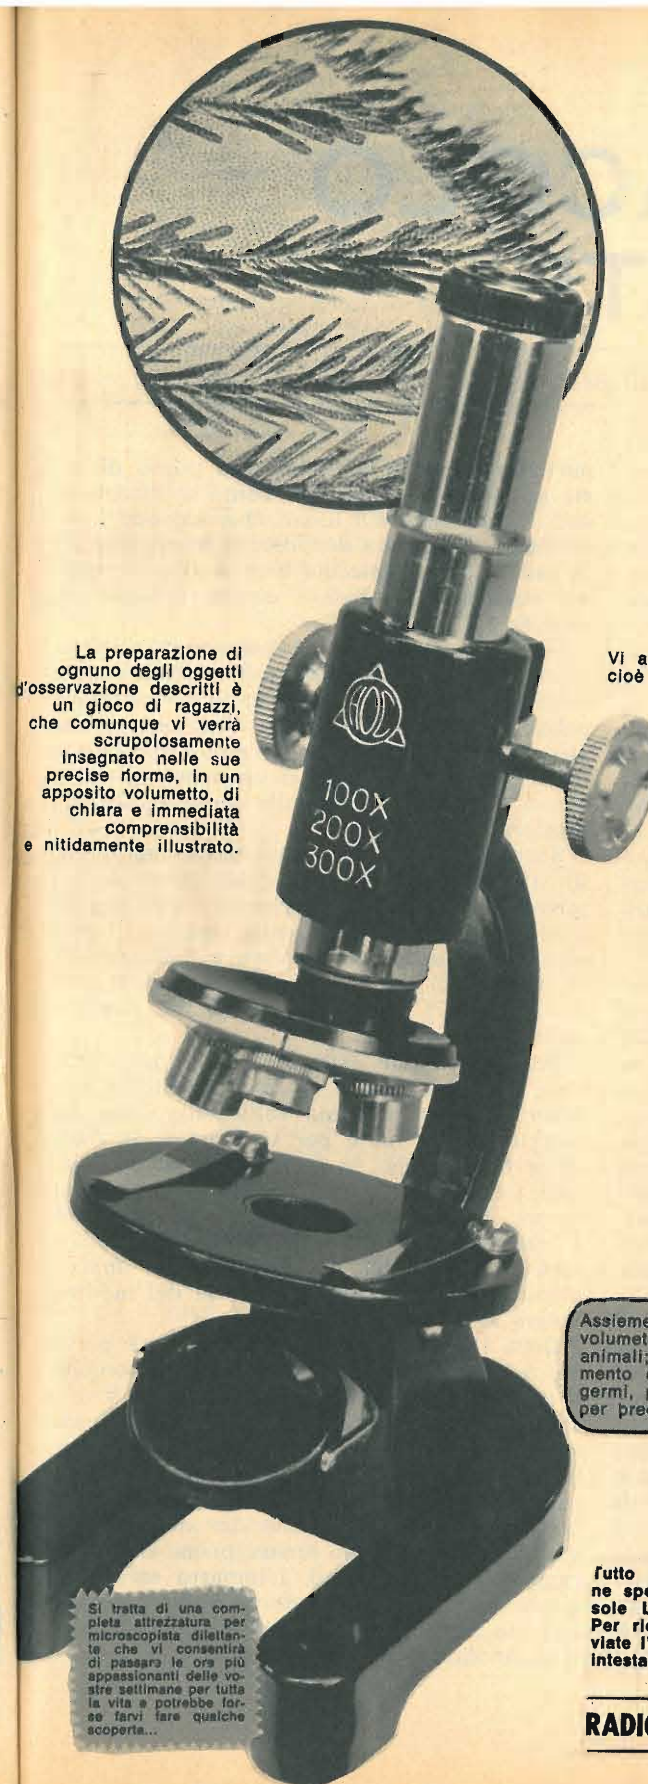 La preparazione di
ognuno degli oggetti
d'osservazione descritti è
un gioco di ragazzi,
che comunque vi verrà
scrupolosamente
insegnato nelle sue
precise norme, in un
apposito volumetto, di
chiara e immediata
comprensibilità
e nitidamente illustrato.
Vi a
cioè
100X
200X
300X
Assieme
volumet
animali;
mento
germi, p
per prec
Si tratta di una com-
pleta attrezzatura per
microscopista dilettan-
te che vi consentirà
di passare le ore più
appassionanti delle vo-
stre settimane per tutta
la vita e potrebbe for-
se farvi fare qualche
scoperta...
Tutto
ne spe
sole L
Per ric
viate l'
intesta
RADIO